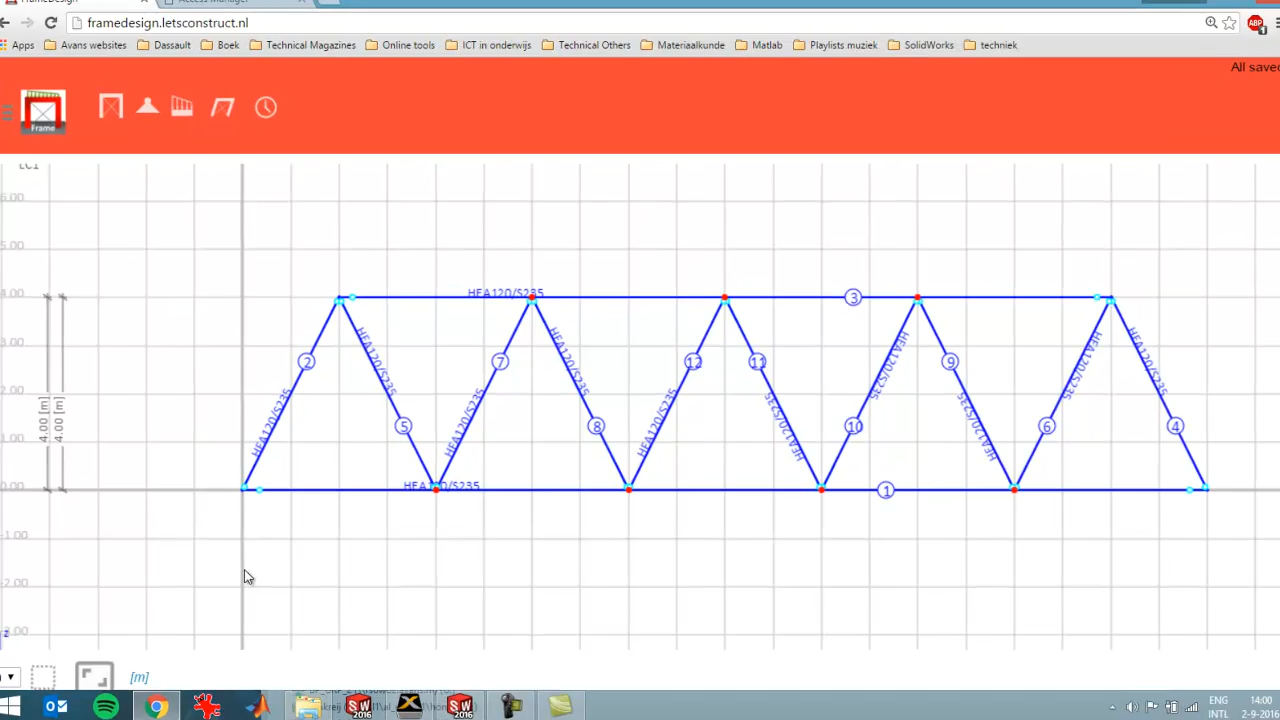 framedesign.letsconstruct.nl
Apps Avans websites Dassault Boek Technical Magazines Online tools ICT in onderwijs Technical Others Materiaalkunde Matlab Playlists muziek SolidWorks techniek
All save
Frame
LC1
6.00
5.00
4.00
3.00
2.00
1.00
0.00
-1.00
-2.00
-3.00
4.00 [m]
4.00 [m]
HEA120/S235
3
2
7
12
11
9
HEA120/S235
HEA120/S235
HEA120/S235
HEA120/S235
HEA120/S235
HEA120/S235
HEA120/S235
HEA120/S235
HEA120/S235
HEA120/S235
5
8
10
6
4
HEA120/S235
1
z
[m]
ENG
INTL
14:00
2-9-2016